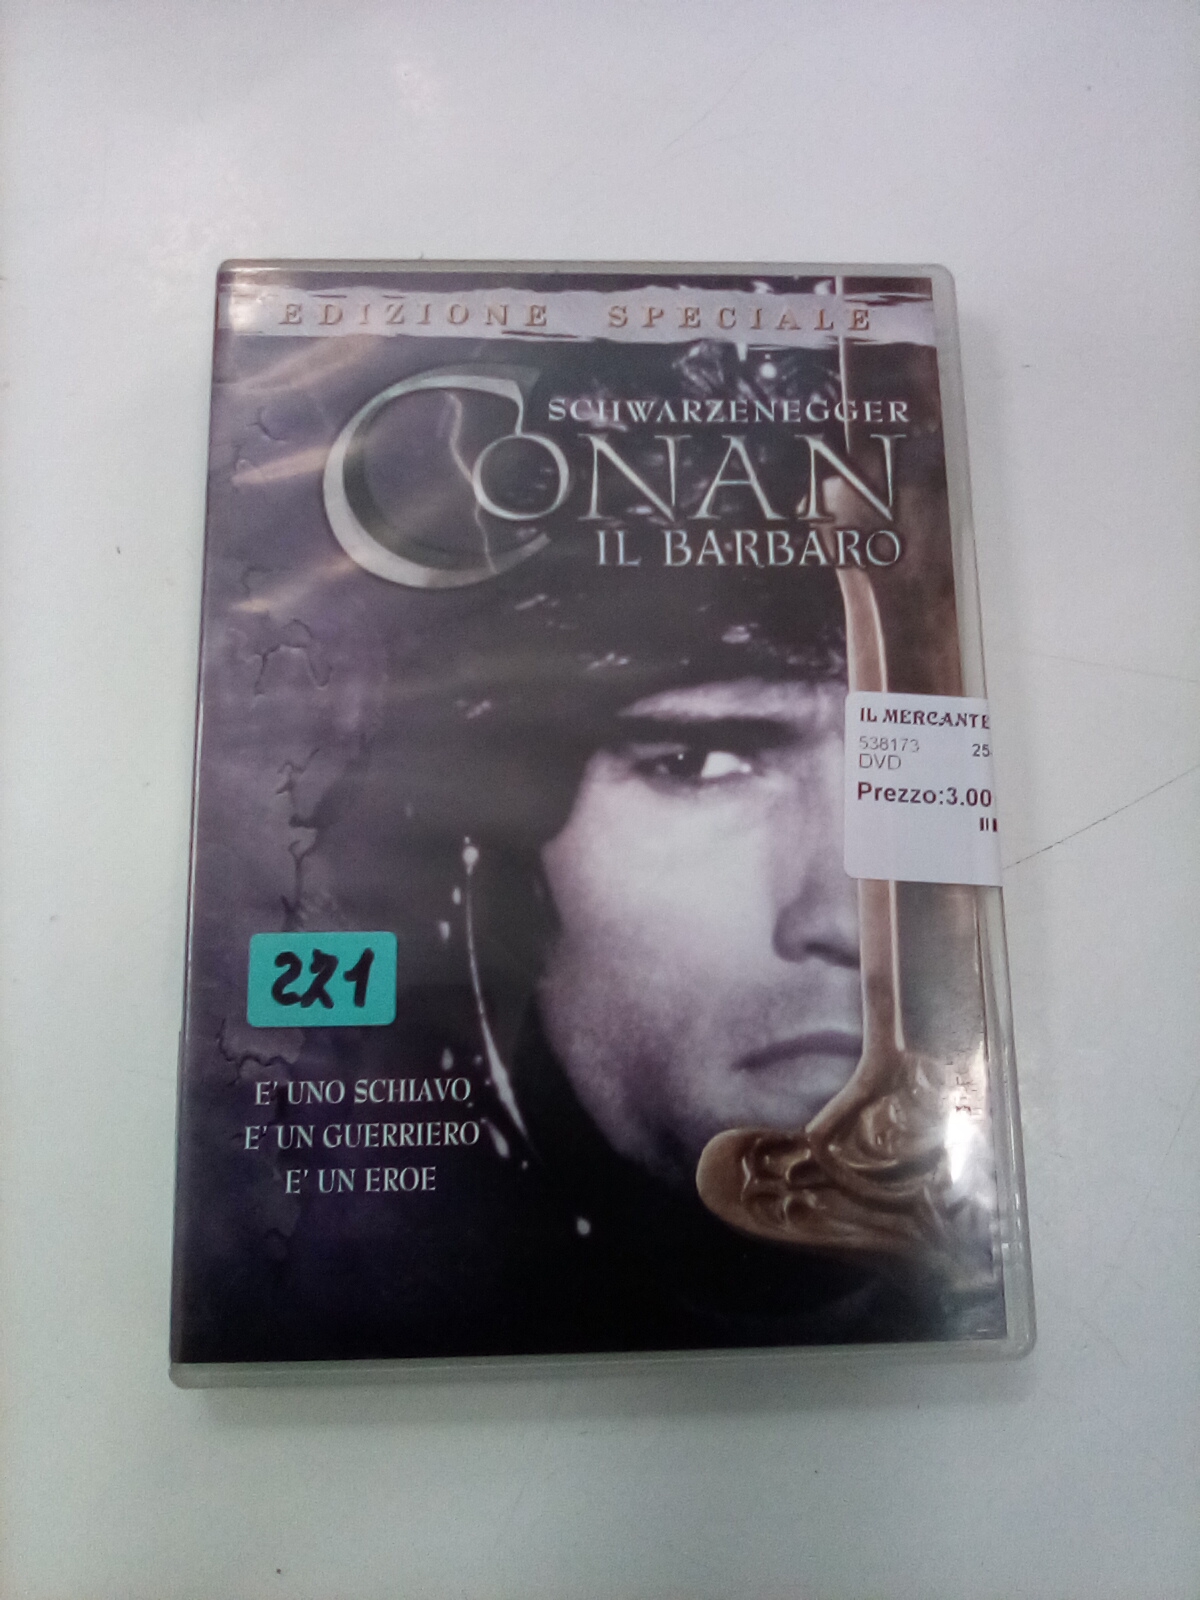 EDIZIONE SPECIALE
SCHWARZENEGGER
CONAN
IL BARBARO
IL MERCANTE
538173 25
DVD
Prezzo:3.00
221
E' UNO SCHIAVO
E' UN GUERRIERO
E' UN EROE